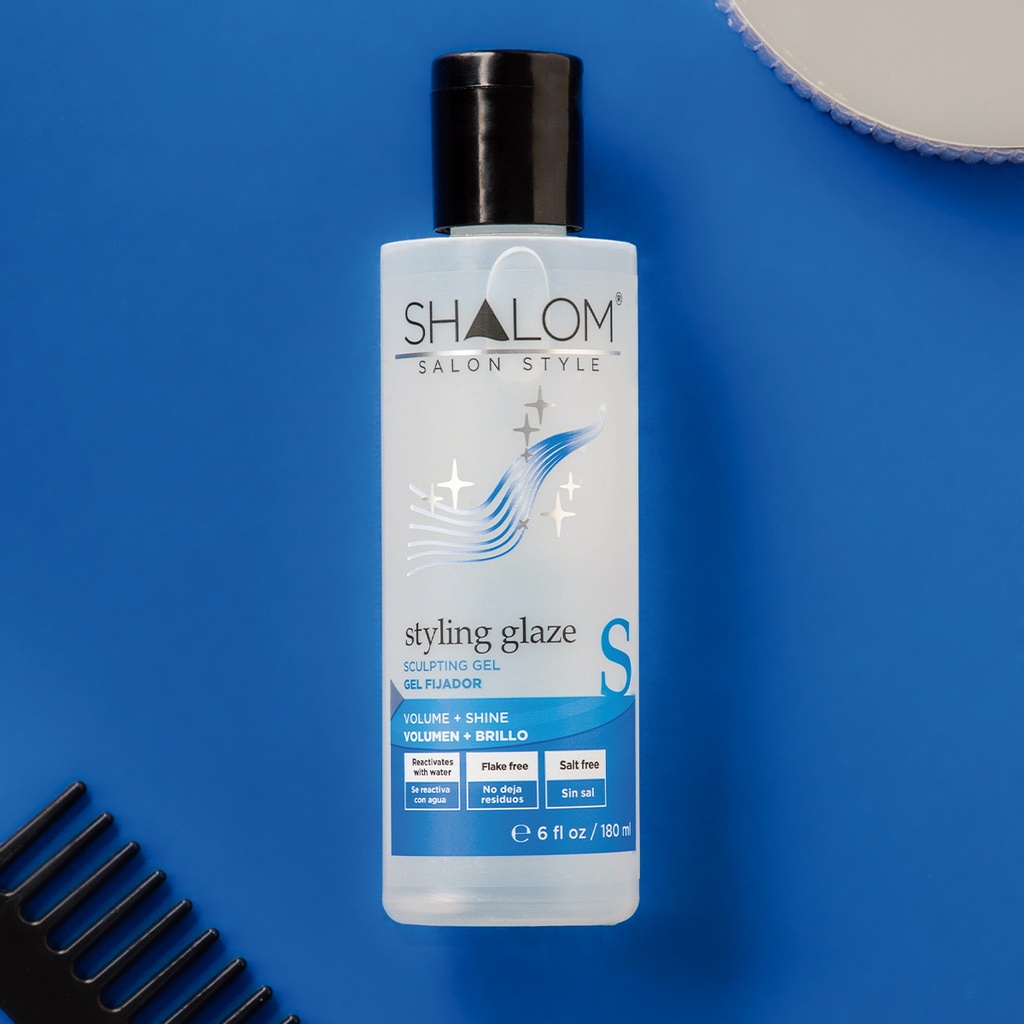 SHALOM®
SALON STYLE
styling glaze
S
SCULPTING GEL
GEL FIJADOR
VOLUME + SHINE
VOLUMEN + BRILLO
Reactivates
with water
Se reactiva
con agua
Flake free
No deja
residuos
Salt free
Sin sal
℮ 6 fl oz / 180 ml